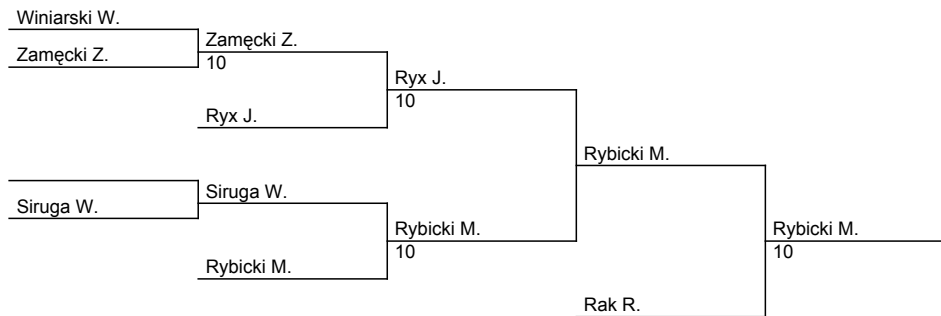 Winiarski W.
Zamęcki Z.
Zamęcki Z.
10
Ryx J.
Ryx J.
10
Siruga W.
Siruga W.
Rybicki M.
Rybicki M.
10
Rybicki M.
Rak R.
Rybicki M.
10